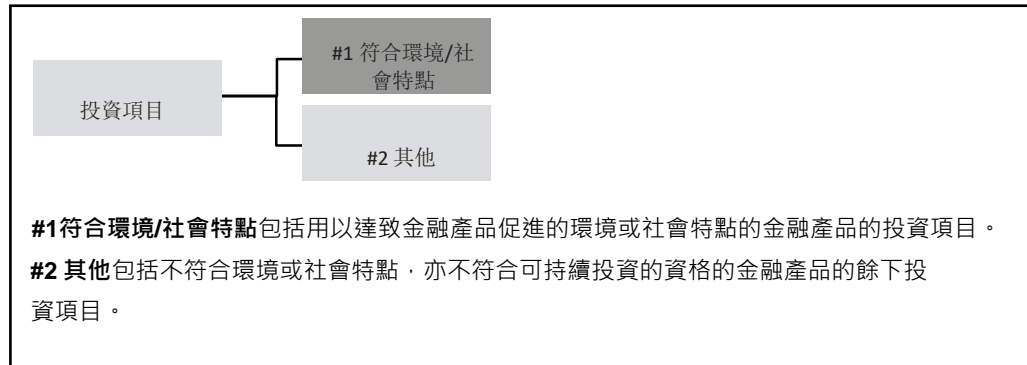 #1 符合環境/社
會特點
投資項目
#2 其他
#1符合環境/社會特點包括用以達致金融產品促進的環境或社會特點的金融產品的投資項目。
#2 其他包括不符合環境或社會特點，亦不符合可持續投資的資格的金融產品的餘下投
資項目。